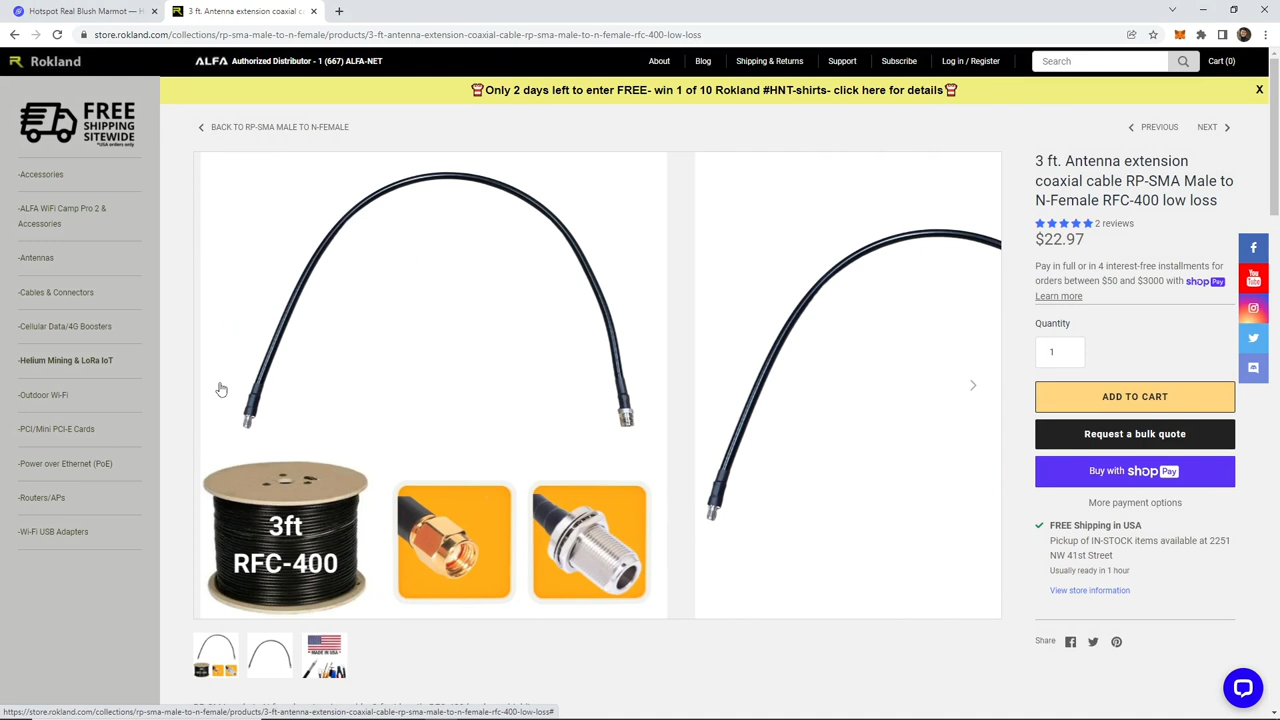 Hotspot Real Blush Marmot — H
3 ft. Antenna extension coaxial ca
store.rokland.com/collections/rp-sma-male-to-n-female/products/3-ft-antenna-extension-coaxial-cable-rp-sma-male-to-n-female-rfc-400-low-loss
Rokland
ALFA Authorized Distributor - 1 (667) ALFA-NET
About
Blog
Shipping & Returns
Support
Subscribe
Log in / Register
Search
Cart (0)
Only 2 days left to enter FREE- win 1 of 10 Rokland #HNT-shirts- click here for details
X
FREE
SHIPPING
SITEWIDE
*USA orders only
-Accessories
-ALFA WiFi Camp Pro 2 &
Accessories
-Antennas
-Cables & Connectors
-Cellular Data/4G Boosters
-Helium Mining & LoRa IoT
-Outdoor Wi-Fi
-PCI/Mini PCI-E Cards
-Power over Ethernet (PoE)
-Routers/APs
-Wi-Fi USB Adapters
BACK TO RP-SMA MALE TO N-FEMALE
PREVIOUS
NEXT
3ft
RFC-400
MADE IN USA
3 ft. Antenna extension
coaxial cable RP-SMA Male to
N-Female RFC-400 low loss
2 reviews
$22.97
Pay in full or in 4 interest-free installments for
orders between $50 and $3000 with shop Pay
Learn more
Quantity
1
ADD TO CART
Request a bulk quote
Buy with shop Pay
More payment options
FREE Shipping in USA
Pickup of IN-STOCK items available at 2251
NW 41st Street
Usually ready in 1 hour
View store information
Share
You Tube
https://store.rokland.com/collections/rp-sma-male-to-n-female/products/3-ft-antenna-extension-coaxial-cable-rp-sma-male-to-n-female-rfc-400-low-loss#